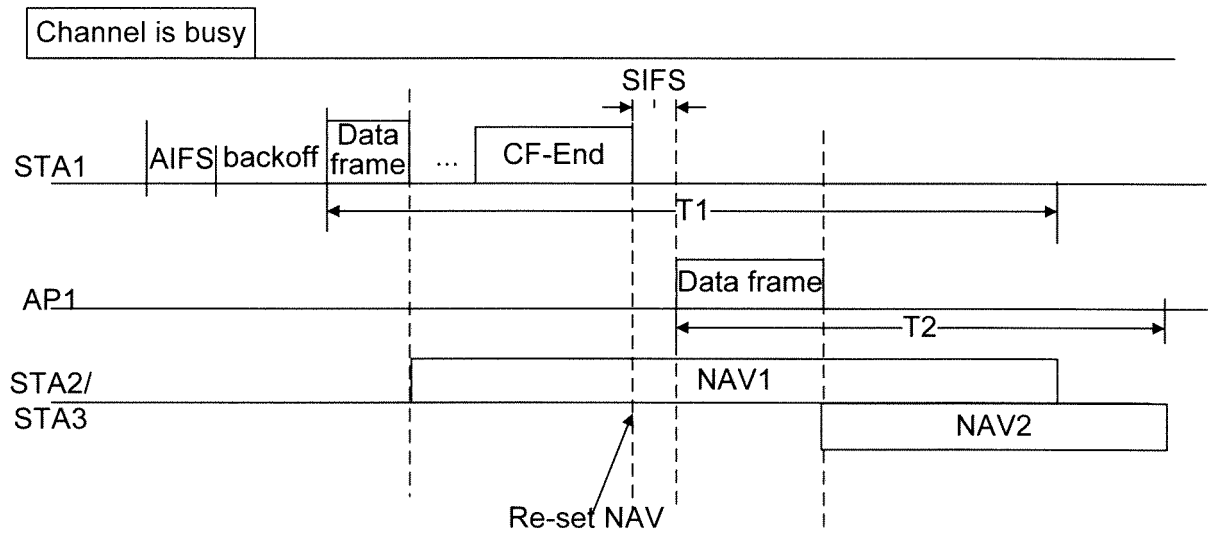 Channel is busy
SIFS
STA1
AIFS
backoff
Data
frame
...
CF-End
T1
AP1
Data frame
T2
STA2/
STA3
NAV1
NAV2
Re-set NAV